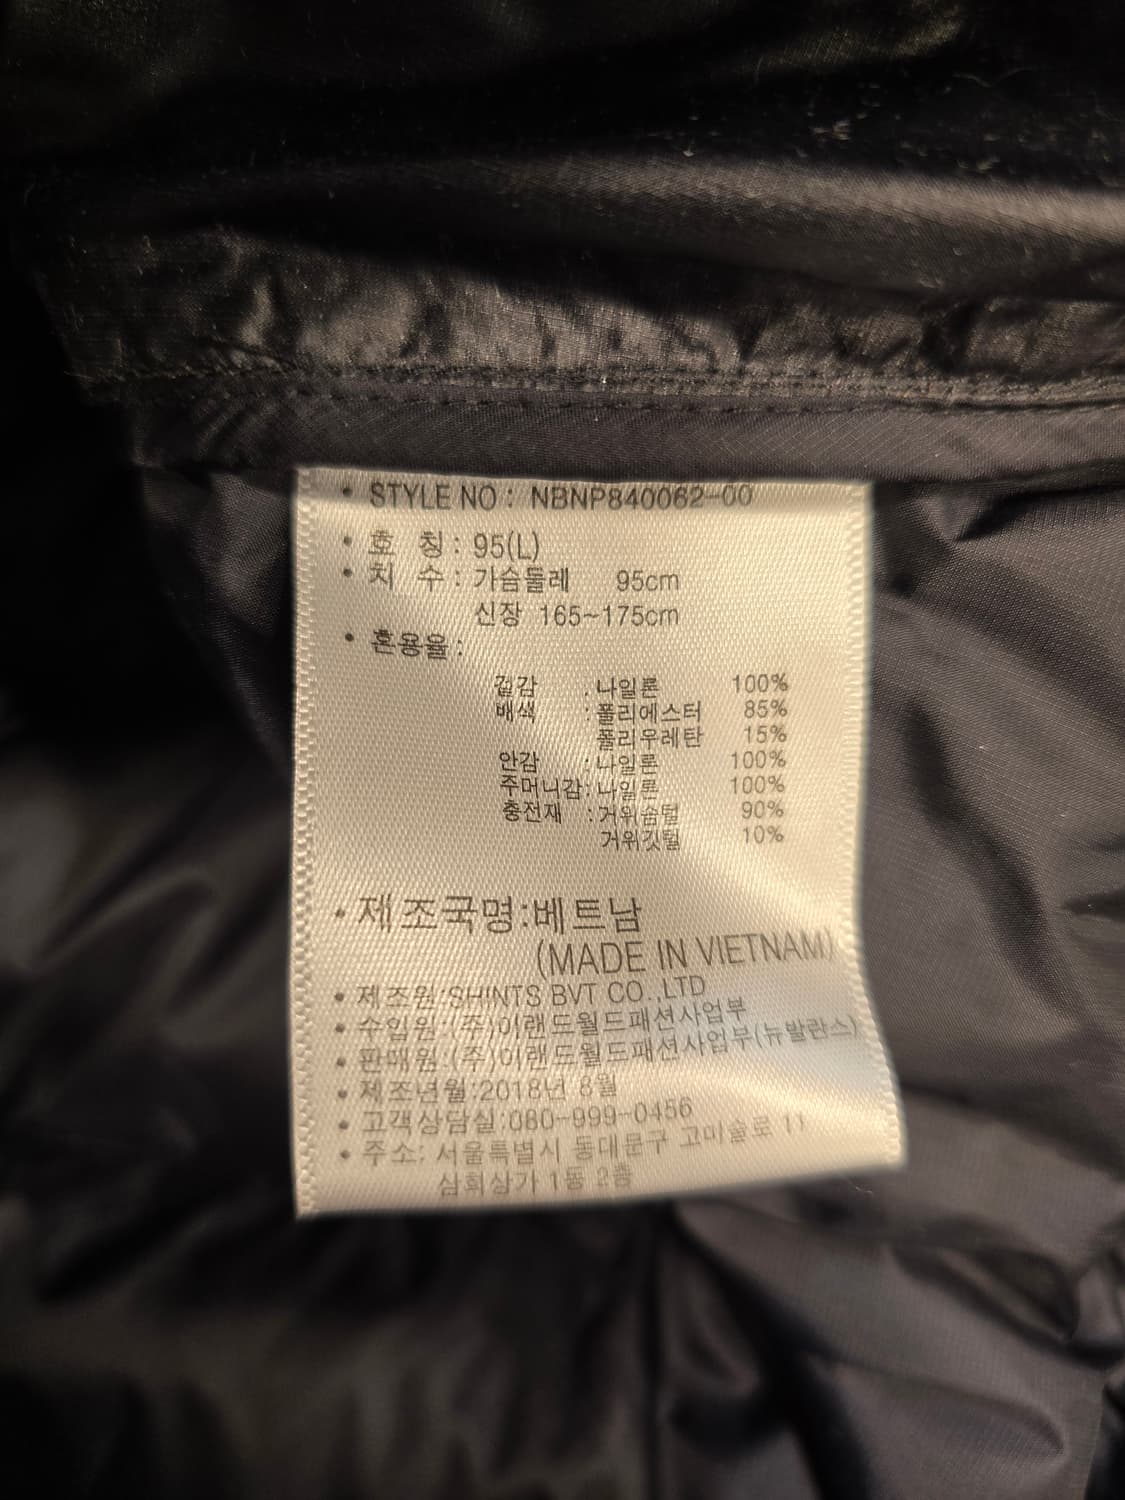 • STYLE NO : NBNP840062-00
• 호 칭 : 95(L)
• 치 수 : 가슴둘레 95cm
신장 165~175cm
• 혼용율 :
겉감 : 나일론 100%
배색 : 폴리에스터 85%
폴리우레탄 15%
안감 : 나일론 100%
주머니감: 나일론 100%
충전재 : 거위솜털 90%
거위깃털 10%
• 제조국명:베트남
(MADE IN VIETNAM)
• 제조원:SHINTS BVT CO.,LTD
• 수입원:(주)이랜드월드패션사업부
• 판매원:(주)이랜드월드패션사업부(뉴발란스)
• 제조년월:2018년 8월
• 고객상담실:080-999-0456
• 주소: 서울특별시 동대문구 고미술로 11
삼희상가 1동 2층